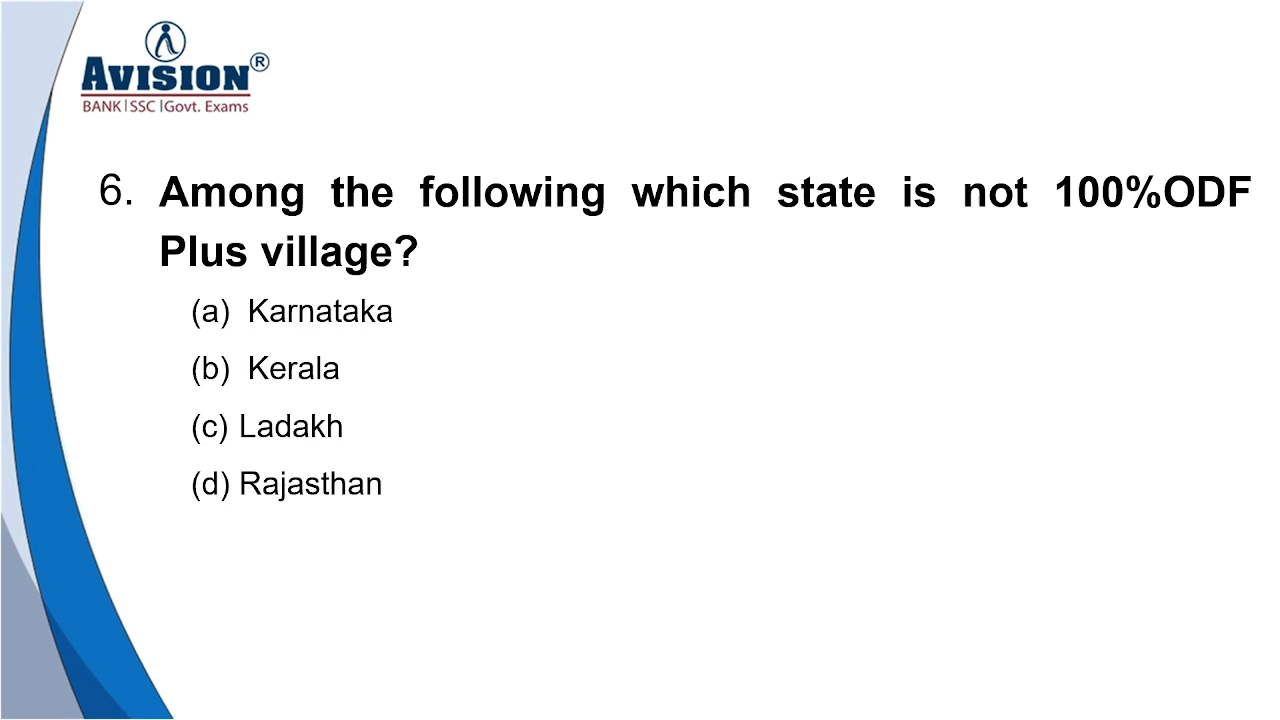 AVISION®
BANK|SSC|Govt. Exams
6. Among the following which state is not 100%ODF
Plus village?
(a) Karnataka
(b) Kerala
(c) Ladakh
(d) Rajasthan